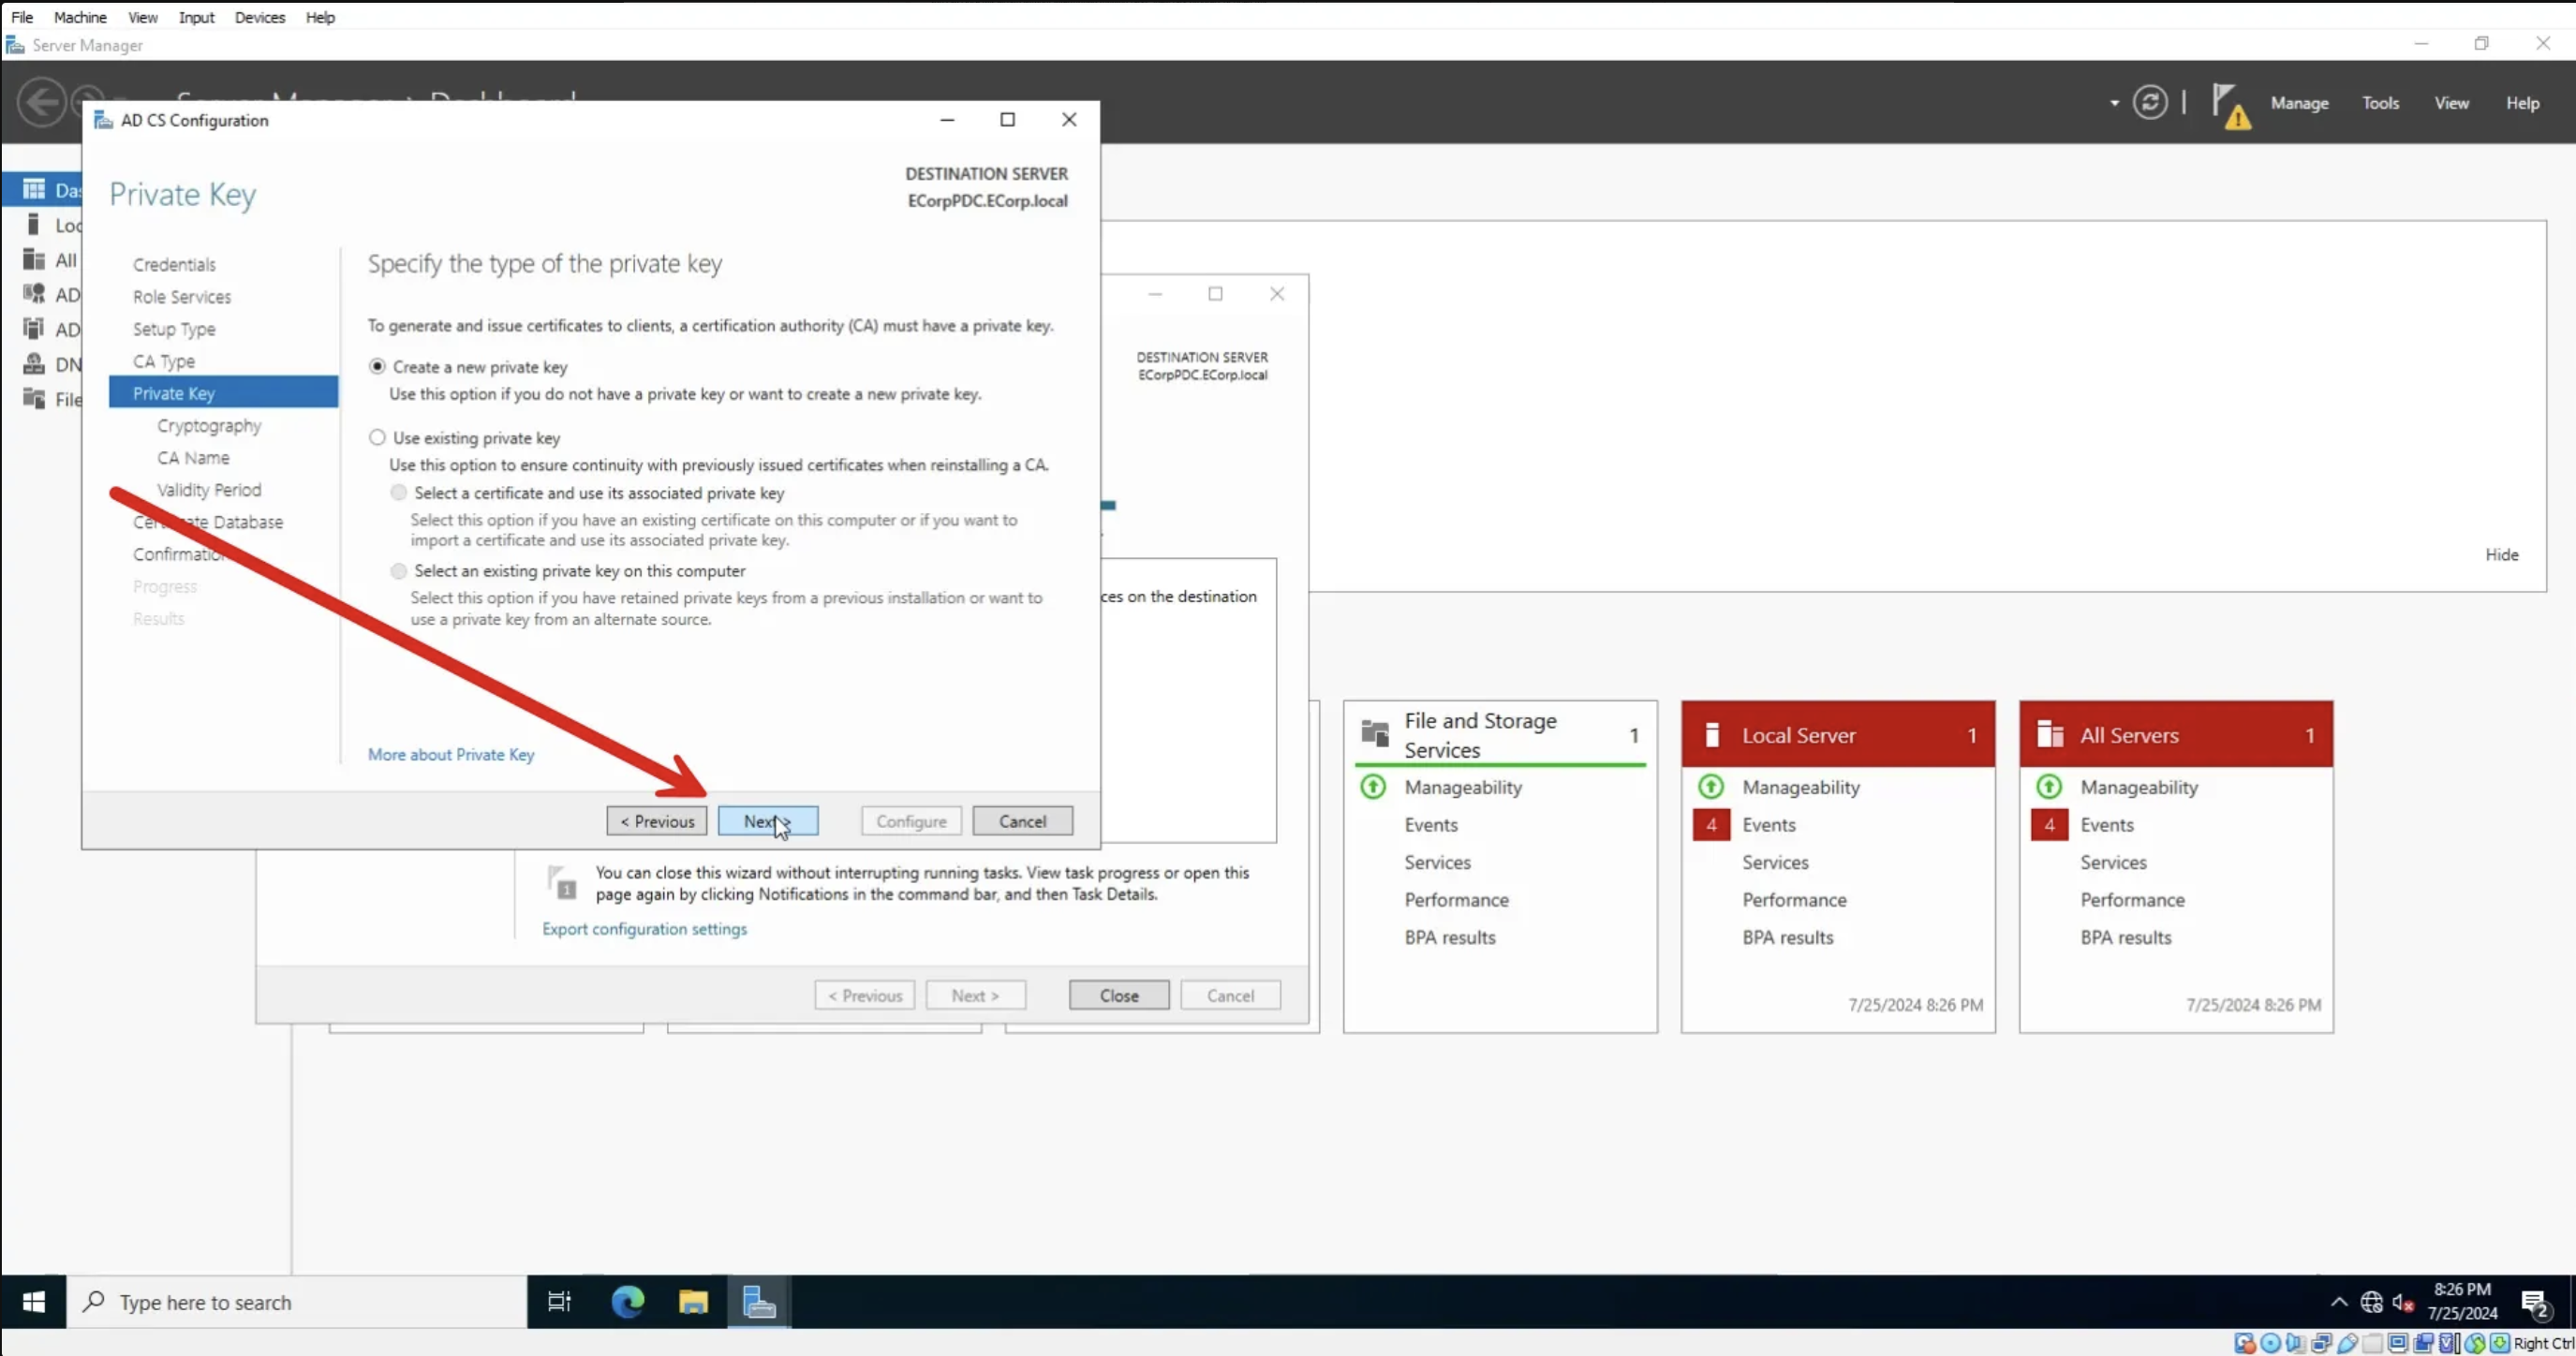 File Machine View Input Devices Help
Server Manager
Manage Tools View Help
AD CS Configuration
DESTINATION SERVER
ECorpPDC.ECorp.local
Private Key
Credentials
Role Services
Setup Type
CA Type
Private Key
Cryptography
CA Name
Validity Period
Database
Confirmation
Progress
Results
Specify the type of the private key
To generate and issue certificates to clients, a certification authority (CA) must have a private key.
Create a new private key
Use this option if you do not have a private key or want to create a new private key.
Use existing private key
Use this option to ensure continuity with previously issued certificates when reinstalling a CA.
Select a certificate and use its associated private key
Select this option if you have an existing certificate on this computer or if you want to
import a certificate and use its associated private key.
Select an existing private key on this computer
Select this option if you have retained private keys from a previous installation or want to
use a private key from an alternate source.
More about Private Key
< Previous Next > Configure Cancel
All
AD
AD
DESTINATION SERVER
ECorpPDC.ECorp.local
ces on the destination
Hide
1
You can close this wizard without interrupting running tasks. View task progress or open this
page again by clicking Notifications in the command bar, and then Task Details.
Export configuration settings
< Previous Next > Close Cancel
File and Storage
Services 1
Manageability
Events
Services
Performance
BPA results
Local Server 1
Manageability
4 Events
Services
Performance
BPA results
7/25/2024 8:26 PM
All Servers 1
Manageability
4 Events
Services
Performance
BPA results
7/25/2024 8:26 PM
Type here to search
8:26 PM
7/25/2024
2
Right Ctrl